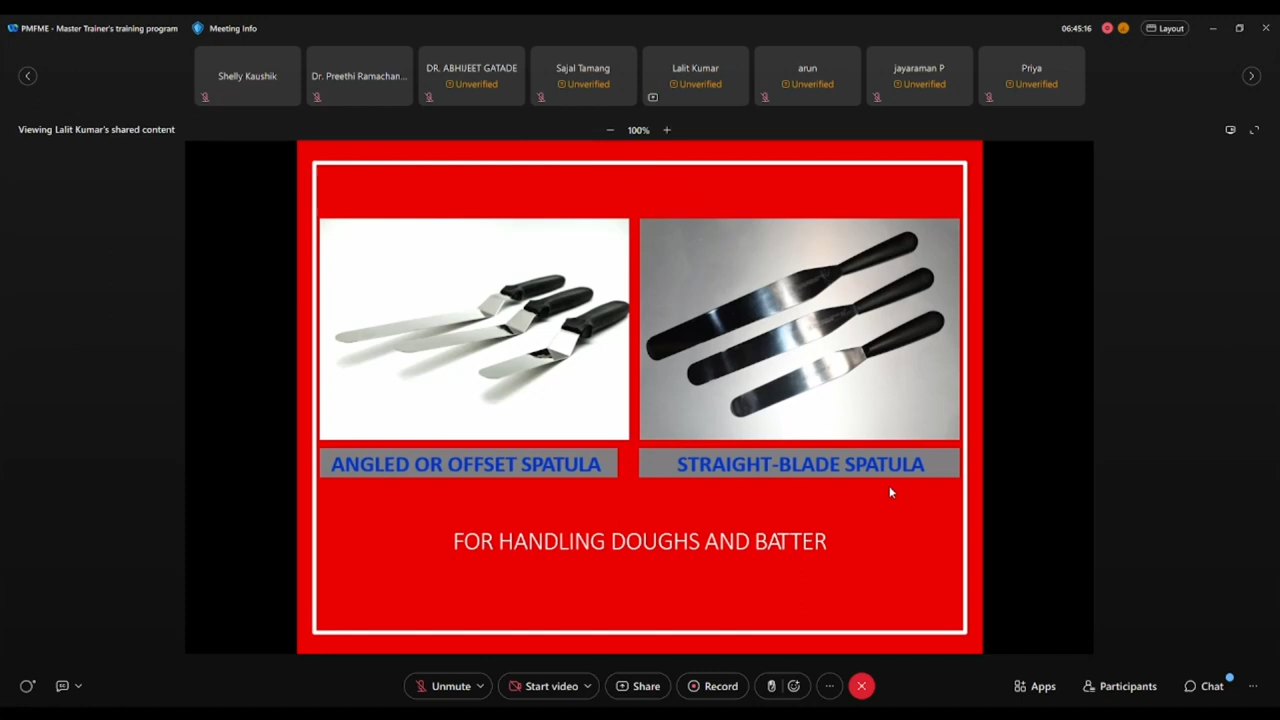 PMFME - Master Trainer's training program
Meeting Info
06:45:16
Layout
Shelly Kaushik
Dr. Preethi Ramachan...
DR. ABHIJEET GATADE
Unverified
Sajal Tamang
Unverified
Lalit Kumar
Unverified
arun
Unverified
jayaraman P
Unverified
Priya
Unverified
Viewing Lalit Kumar's shared content
100%
ANGLED OR OFFSET SPATULA
STRAIGHT-BLADE SPATULA
FOR HANDLING DOUGHS AND BATTER
Unmute
Start video
Share
Record
Apps
Participants
Chat